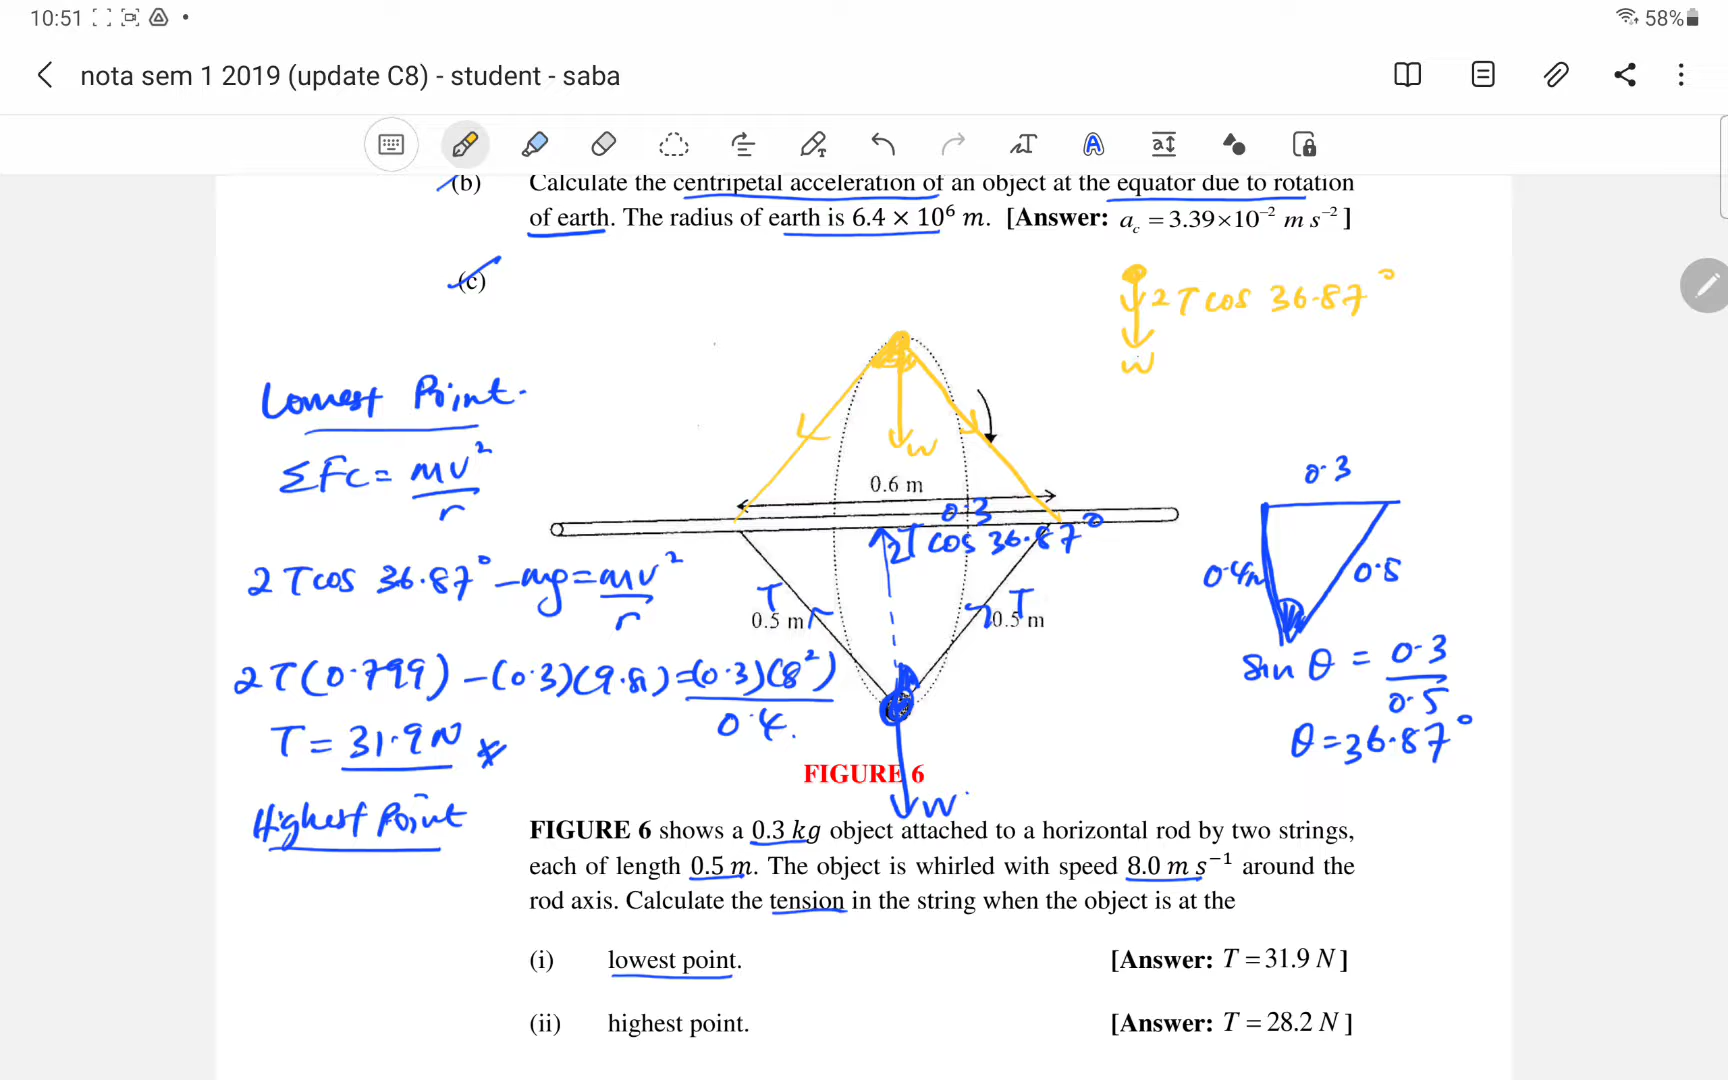 10:51
58%
nota sem 1 2019 (update C8) - student - saba
(b) Calculate the centripetal acceleration of an object at the equator due to rotation
of earth. The radius of earth is 6.4 × 10⁶ m. [Answer: a_c = 3.39×10⁻² m s⁻²]
(c)
2T cos 36.87°
W
Lowest Point.
ΣFc = mv²/r
W
0.6 m
0.3
2T cos 36.87°
2T cos 36.87° - mg = mv²/r
T
0.5 m
T
0.5 m
0.3
0.4m
0.5
2T(0.799) - (0.3)(9.81) = (0.3)(8²)/0.4.
sin θ = 0.3/0.5
θ = 36.87°
T = 31.9N
FIGURE 6
W
Highest Point
FIGURE 6 shows a 0.3 kg object attached to a horizontal rod by two strings,
each of length 0.5 m. The object is whirled with speed 8.0 m s⁻¹ around the
rod axis. Calculate the tension in the string when the object is at the
(i) lowest point. [Answer: T = 31.9 N]
(ii) highest point. [Answer: T = 28.2 N]